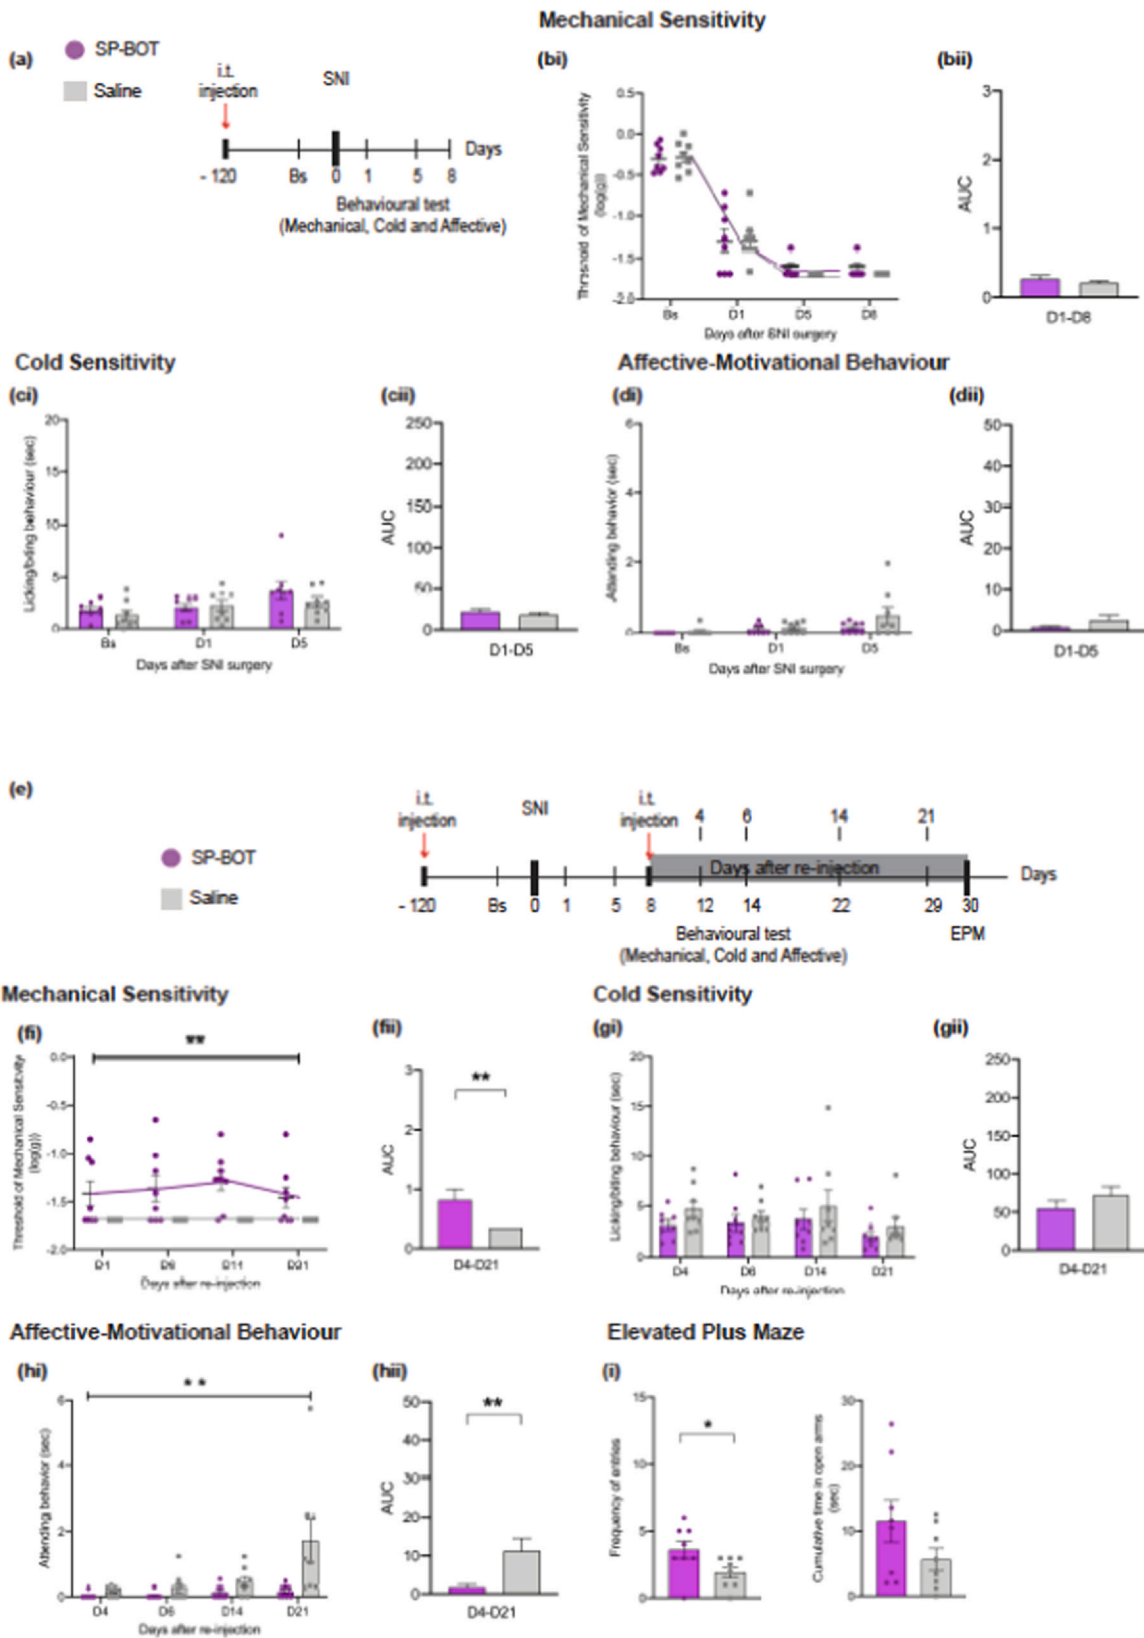 Mechanical Sensitivity
(a)
SP-BOT
Saline
i.t.
injection
SNI
Days
- 120 Bs 0 1 5 8
Behavioural test
(Mechanical, Cold and Affective)
(bi)
Threshold of Mechanical Sensitivity
(log(g))
0.5
0.0
-0.5
-1.0
-1.5
-2.0
Bs D1 D5 D8
Days after SNI surgery
(bii)
AUC
3
2
1
0
D1-D8
Cold Sensitivity
(ci)
Licking/biting behaviour (sec)
20
15
10
5
0
Bs D1 D5
Days after SNI surgery
(cii)
AUC
250
200
150
100
50
0
D1-D5
Affective-Motivational Behaviour
(di)
Attending behavior (sec)
6
4
2
0
Bs D1 D5
Days after SNI surgery
(dii)
AUC
50
40
30
20
10
0
D1-D5
(e)
SP-BOT
Saline
i.t.
injection
SNI
i.t.
injection
4 6 14 21
Days after re-injection
Days
- 120 Bs 0 1 5 8 12 14 22 29 30
Behavioural test
(Mechanical, Cold and Affective)
EPM
Mechanical Sensitivity
(fi)
**
Threshold of Mechanical Sensitivity
(log(g))
0.0
-0.5
-1.0
-1.5
-2.0
D6 D21
Days after re-injection
(fii)
**
AUC
3
2
1
0
D4-D21
Cold Sensitivity
(gi)
Licking/biting behaviour (sec)
20
15
10
5
0
D4 D6 D14 D21
Days after re-injection
(gii)
AUC
250
200
150
100
50
0
D4-D21
Affective-Motivational Behaviour
(hi)
* *
Attending behavior (sec)
6
4
2
0
D4 D6 D14 D21
Days after re-injection
(hii)
**
AUC
50
40
30
20
10
0
D4-D21
Elevated Plus Maze
(i)
*
Frequency of entries
15
10
5
0
Cumulative time in open arms
(sec)
30
20
10
0